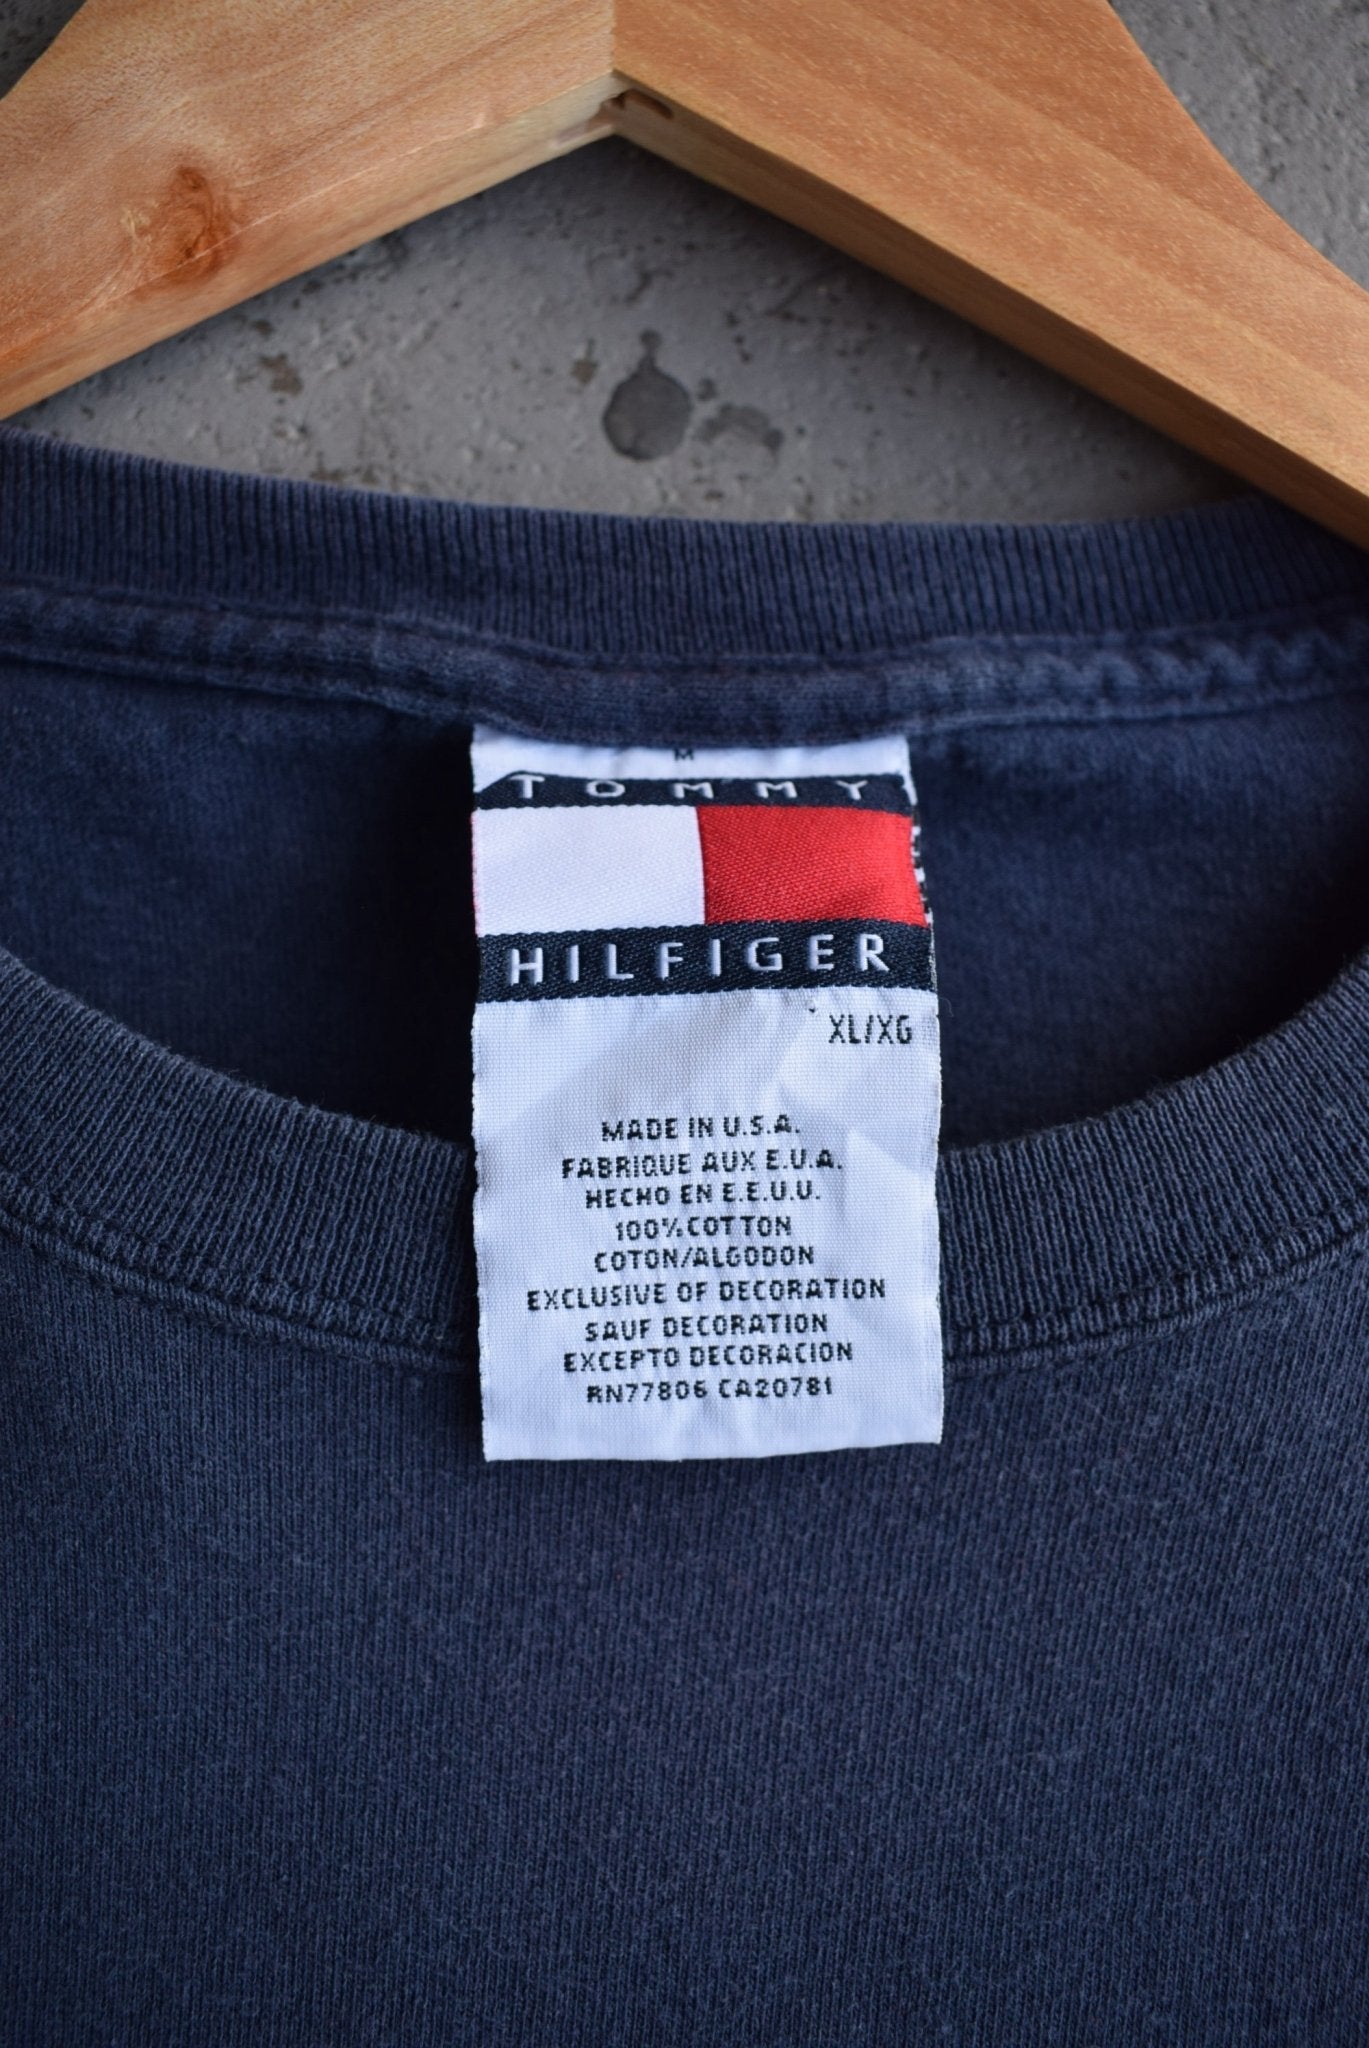 M
TOMMY
HILFIGER
XL/XG
MADE IN U.S.A.
FABRIQUE AUX E.U.A.
HECHO EN E.E.U.U.
100% COTTON
COTON/ALGODON
EXCLUSIVE OF DECORATION
SAUF DECORATION
EXCEPTO DECORACION
RN77806 CA20781